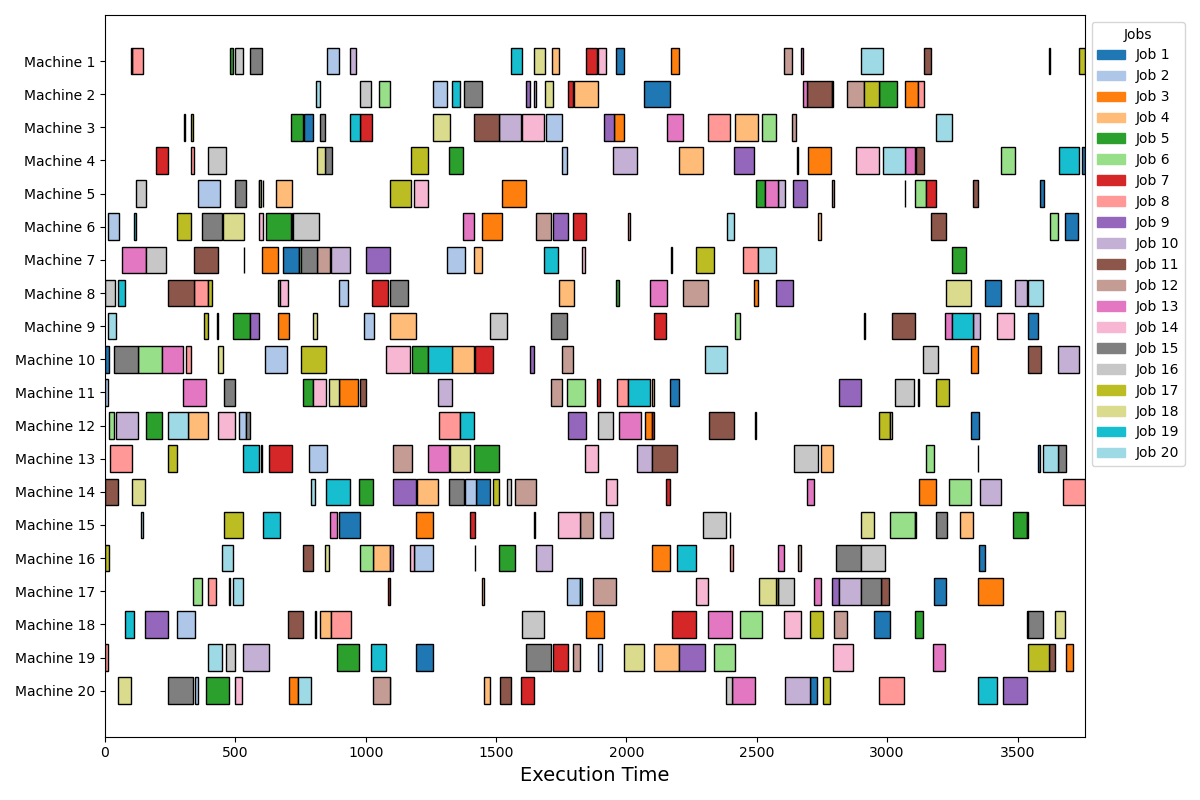 Machine 1
Machine 2
Machine 3
Machine 4
Machine 5
Machine 6
Machine 7
Machine 8
Machine 9
Machine 10
Machine 11
Machine 12
Machine 13
Machine 14
Machine 15
Machine 16
Machine 17
Machine 18
Machine 19
Machine 20
0 500 1000 1500 2000 2500 3000 3500
Execution Time
Jobs
Job 1
Job 2
Job 3
Job 4
Job 5
Job 6
Job 7
Job 8
Job 9
Job 10
Job 11
Job 12
Job 13
Job 14
Job 15
Job 16
Job 17
Job 18
Job 19
Job 20